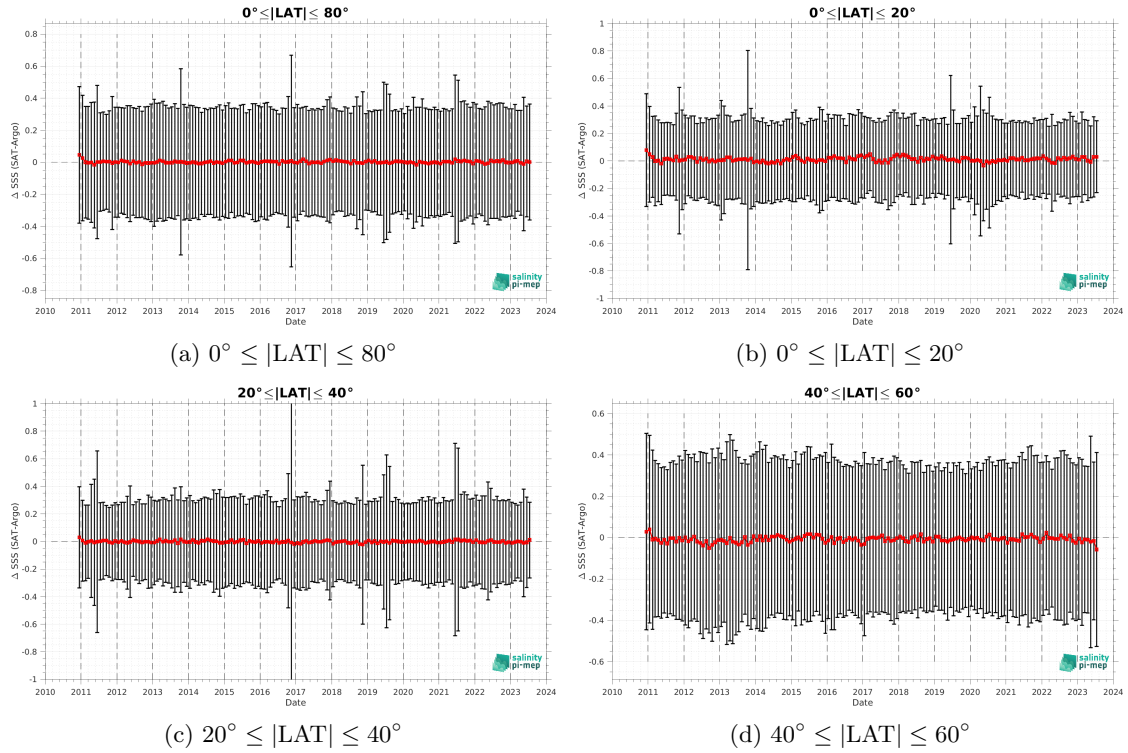 0°≤|LAT|≤ 80°
0.8
0.6
0.4
0.2
0
-0.2
-0.4
-0.6
-0.8
Δ SSS (SAT-Argo)
salinity
pi-mep
2010 2011 2012 2013 2014 2015 2016 2017 2018 2019 2020 2021 2022 2023 2024
Date
(a) 0° ≤ |LAT| ≤ 80°
0°≤|LAT|≤ 20°
1
0.8
0.6
0.4
0.2
0
-0.2
-0.4
-0.6
-0.8
-1
Δ SSS (SAT-Argo)
salinity
pi-mep
2010 2011 2012 2013 2014 2015 2016 2017 2018 2019 2020 2021 2022 2023 2024
Date
(b) 0° ≤ |LAT| ≤ 20°
20°≤|LAT|≤ 40°
1
0.8
0.6
0.4
0.2
0
-0.2
-0.4
-0.6
-0.8
-1
Δ SSS (SAT-Argo)
salinity
pi-mep
2010 2011 2012 2013 2014 2015 2016 2017 2018 2019 2020 2021 2022 2023 2024
Date
(c) 20° ≤ |LAT| ≤ 40°
40°≤|LAT|≤ 60°
0.6
0.4
0.2
0
-0.2
-0.4
-0.6
Δ SSS (SAT-Argo)
salinity
pi-mep
2010 2011 2012 2013 2014 2015 2016 2017 2018 2019 2020 2021 2022 2023 2024
Date
(d) 40° ≤ |LAT| ≤ 60°